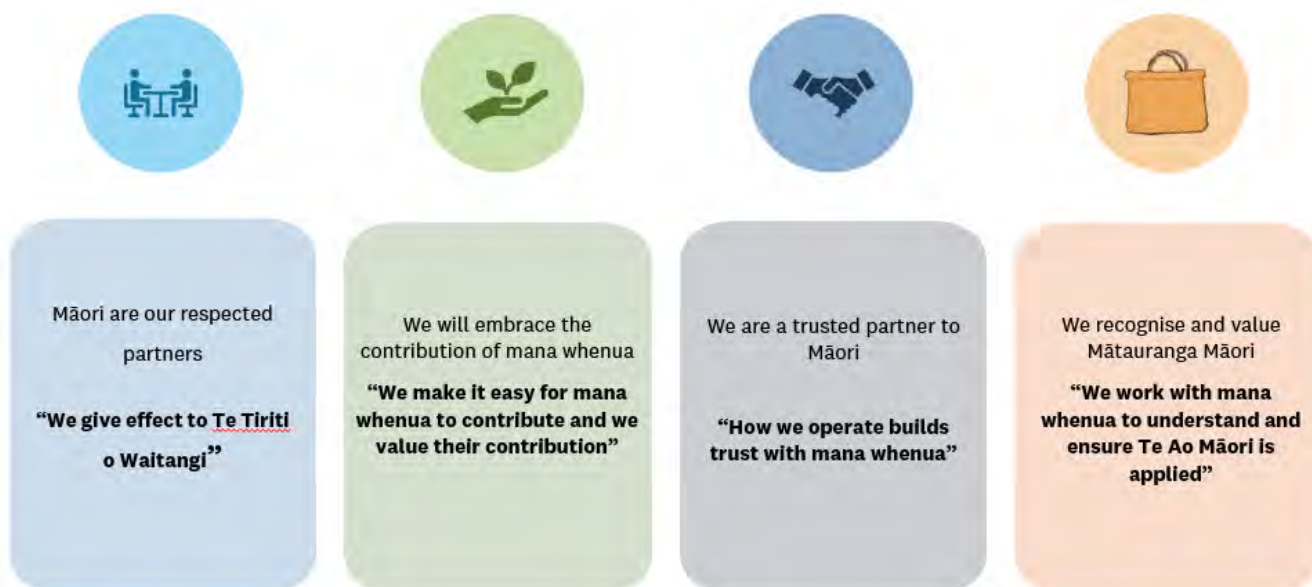 Māori are our respected
partners
“We give effect to Te Tiriti
o Waitangi”
We will embrace the
contribution of mana whenua
“We make it easy for mana
whenua to contribute and we
value their contribution”
We are a trusted partner to
Māori
“How we operate builds
trust with mana whenua”
We recognise and value
Mātauranga Māori
“We work with mana
whenua to understand and
ensure Te Ao Māori is
applied”